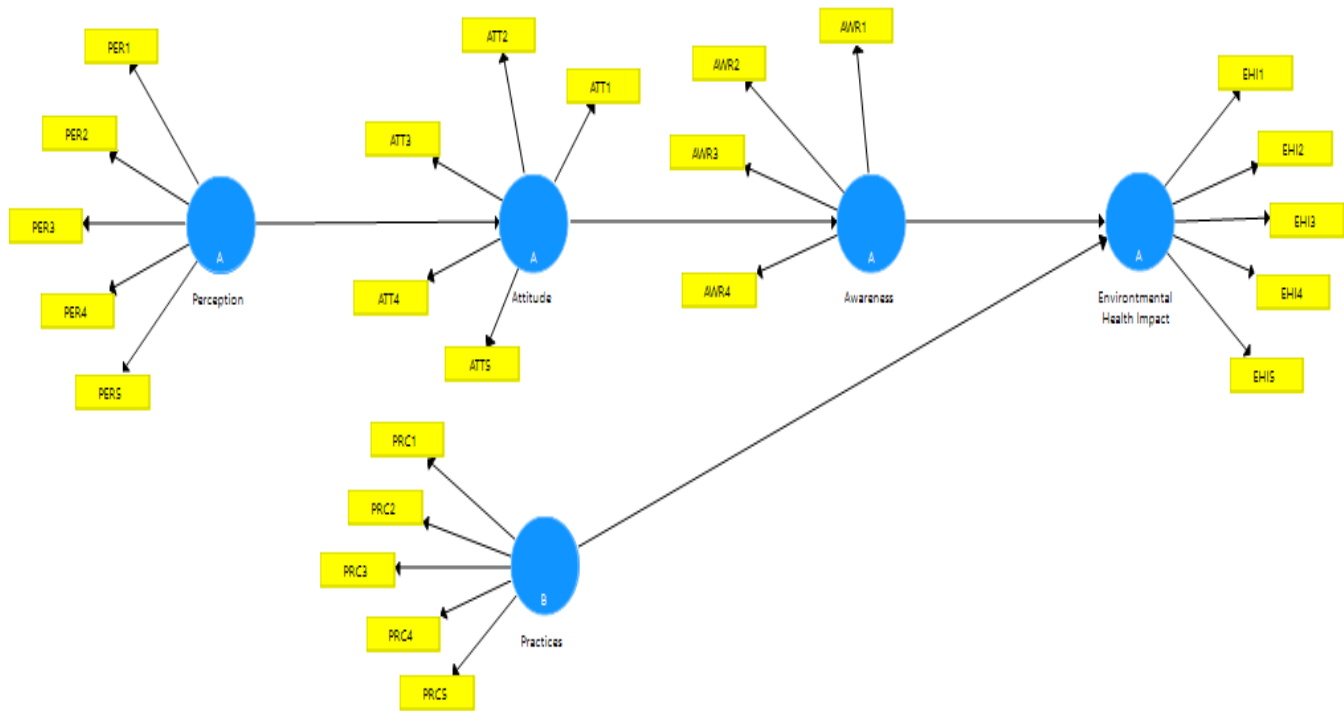 PER1
PER2
PER3
PER4
PER5
A
Perception
ATT2
ATT1
ATT3
ATT4
ATT5
A
Attitude
AWR1
AWR2
AWR3
AWR4
A
Awareness
EHI1
EHI2
EHI3
EHI4
EHI5
A
Environtmental
Health Impact
PRC1
PRC2
PRC3
PRC4
PRC5
B
Practices